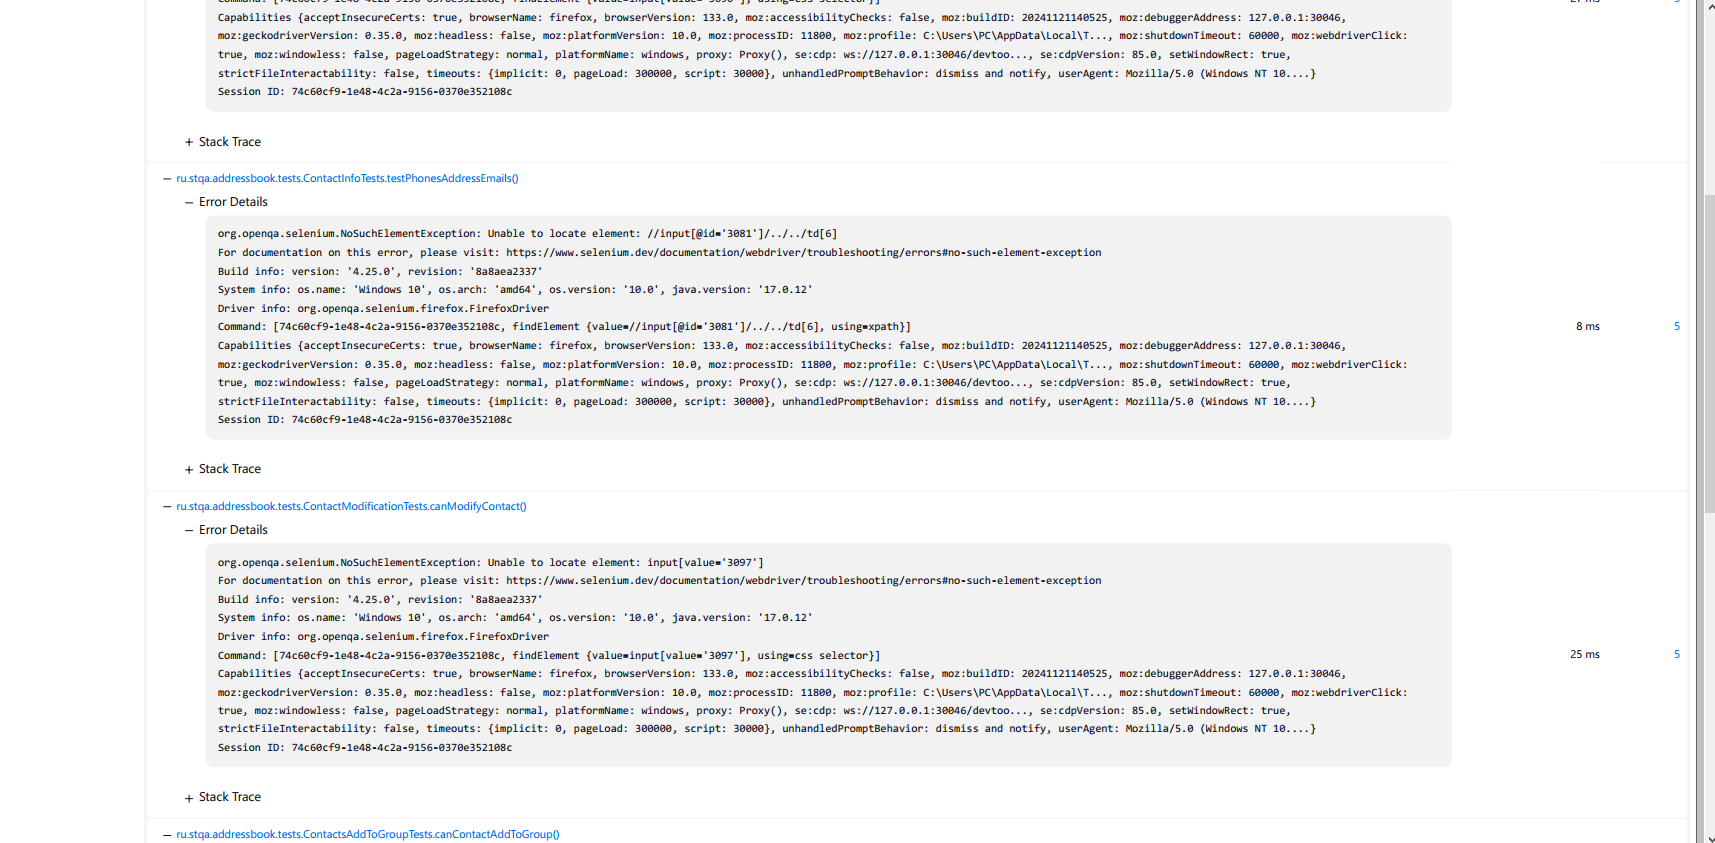 Capabilities {acceptInsecureCerts: true, browserName: firefox, browserVersion: 133.0, moz:accessibilityChecks: false, moz:buildID: 20241121140525, moz:debuggerAddress: 127.0.0.1:30046,
moz:geckodriverVersion: 0.35.0, moz:headless: false, moz:platformVersion: 10.0, moz:processID: 11800, moz:profile: C:\Users\PC\AppData\Local\T..., moz:shutdownTimeout: 60000, moz:webdriverClick:
true, moz:windowless: false, pageLoadStrategy: normal, platformName: windows, proxy: Proxy(), se:cdp: ws://127.0.0.1:30046/devtoo..., se:cdpVersion: 85.0, setWindowRect: true,
strictFileInteractability: false, timeouts: {implicit: 0, pageLoad: 300000, script: 30000}, unhandledPromptBehavior: dismiss and notify, userAgent: Mozilla/5.0 (Windows NT 10....}
Session ID: 74c60cf9-1e48-4c2a-9156-0370e352108c
+ Stack Trace
− ru.stqa.addressbook.tests.ContactInfoTests.testPhonesAddressEmails()
− Error Details
org.openqa.selenium.NoSuchElementException: Unable to locate element: //input[@id='3081']/../../td[6]
For documentation on this error, please visit: https://www.selenium.dev/documentation/webdriver/troubleshooting/errors#no-such-element-exception
Build info: version: '4.25.0', revision: '8a8aea2337'
System info: os.name: 'Windows 10', os.arch: 'amd64', os.version: '10.0', java.version: '17.0.12'
Driver info: org.openqa.selenium.firefox.FirefoxDriver
Command: [74c60cf9-1e48-4c2a-9156-0370e352108c, findElement {value=//input[@id='3081']/../../td[6], using=xpath}] 8 ms 5
Capabilities {acceptInsecureCerts: true, browserName: firefox, browserVersion: 133.0, moz:accessibilityChecks: false, moz:buildID: 20241121140525, moz:debuggerAddress: 127.0.0.1:30046,
moz:geckodriverVersion: 0.35.0, moz:headless: false, moz:platformVersion: 10.0, moz:processID: 11800, moz:profile: C:\Users\PC\AppData\Local\T..., moz:shutdownTimeout: 60000, moz:webdriverClick:
true, moz:windowless: false, pageLoadStrategy: normal, platformName: windows, proxy: Proxy(), se:cdp: ws://127.0.0.1:30046/devtoo..., se:cdpVersion: 85.0, setWindowRect: true,
strictFileInteractability: false, timeouts: {implicit: 0, pageLoad: 300000, script: 30000}, unhandledPromptBehavior: dismiss and notify, userAgent: Mozilla/5.0 (Windows NT 10....}
Session ID: 74c60cf9-1e48-4c2a-9156-0370e352108c
+ Stack Trace
− ru.stqa.addressbook.tests.ContactModificationTests.canModifyContact()
− Error Details
org.openqa.selenium.NoSuchElementException: Unable to locate element: input[value='3097']
For documentation on this error, please visit: https://www.selenium.dev/documentation/webdriver/troubleshooting/errors#no-such-element-exception
Build info: version: '4.25.0', revision: '8a8aea2337'
System info: os.name: 'Windows 10', os.arch: 'amd64', os.version: '10.0', java.version: '17.0.12'
Driver info: org.openqa.selenium.firefox.FirefoxDriver
Command: [74c60cf9-1e48-4c2a-9156-0370e352108c, findElement {value=input[value='3097'], using=css selector}] 25 ms 5
Capabilities {acceptInsecureCerts: true, browserName: firefox, browserVersion: 133.0, moz:accessibilityChecks: false, moz:buildID: 20241121140525, moz:debuggerAddress: 127.0.0.1:30046,
moz:geckodriverVersion: 0.35.0, moz:headless: false, moz:platformVersion: 10.0, moz:processID: 11800, moz:profile: C:\Users\PC\AppData\Local\T..., moz:shutdownTimeout: 60000, moz:webdriverClick:
true, moz:windowless: false, pageLoadStrategy: normal, platformName: windows, proxy: Proxy(), se:cdp: ws://127.0.0.1:30046/devtoo..., se:cdpVersion: 85.0, setWindowRect: true,
strictFileInteractability: false, timeouts: {implicit: 0, pageLoad: 300000, script: 30000}, unhandledPromptBehavior: dismiss and notify, userAgent: Mozilla/5.0 (Windows NT 10....}
Session ID: 74c60cf9-1e48-4c2a-9156-0370e352108c
+ Stack Trace
− ru.stqa.addressbook.tests.ContactsAddToGroupTests.canContactAddToGroup()